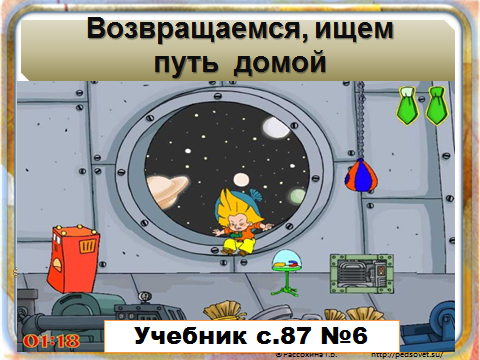 Возвращаемся, ищем
путь домой
01:18
Учебник с.87 №6
http://pedsovet.su/